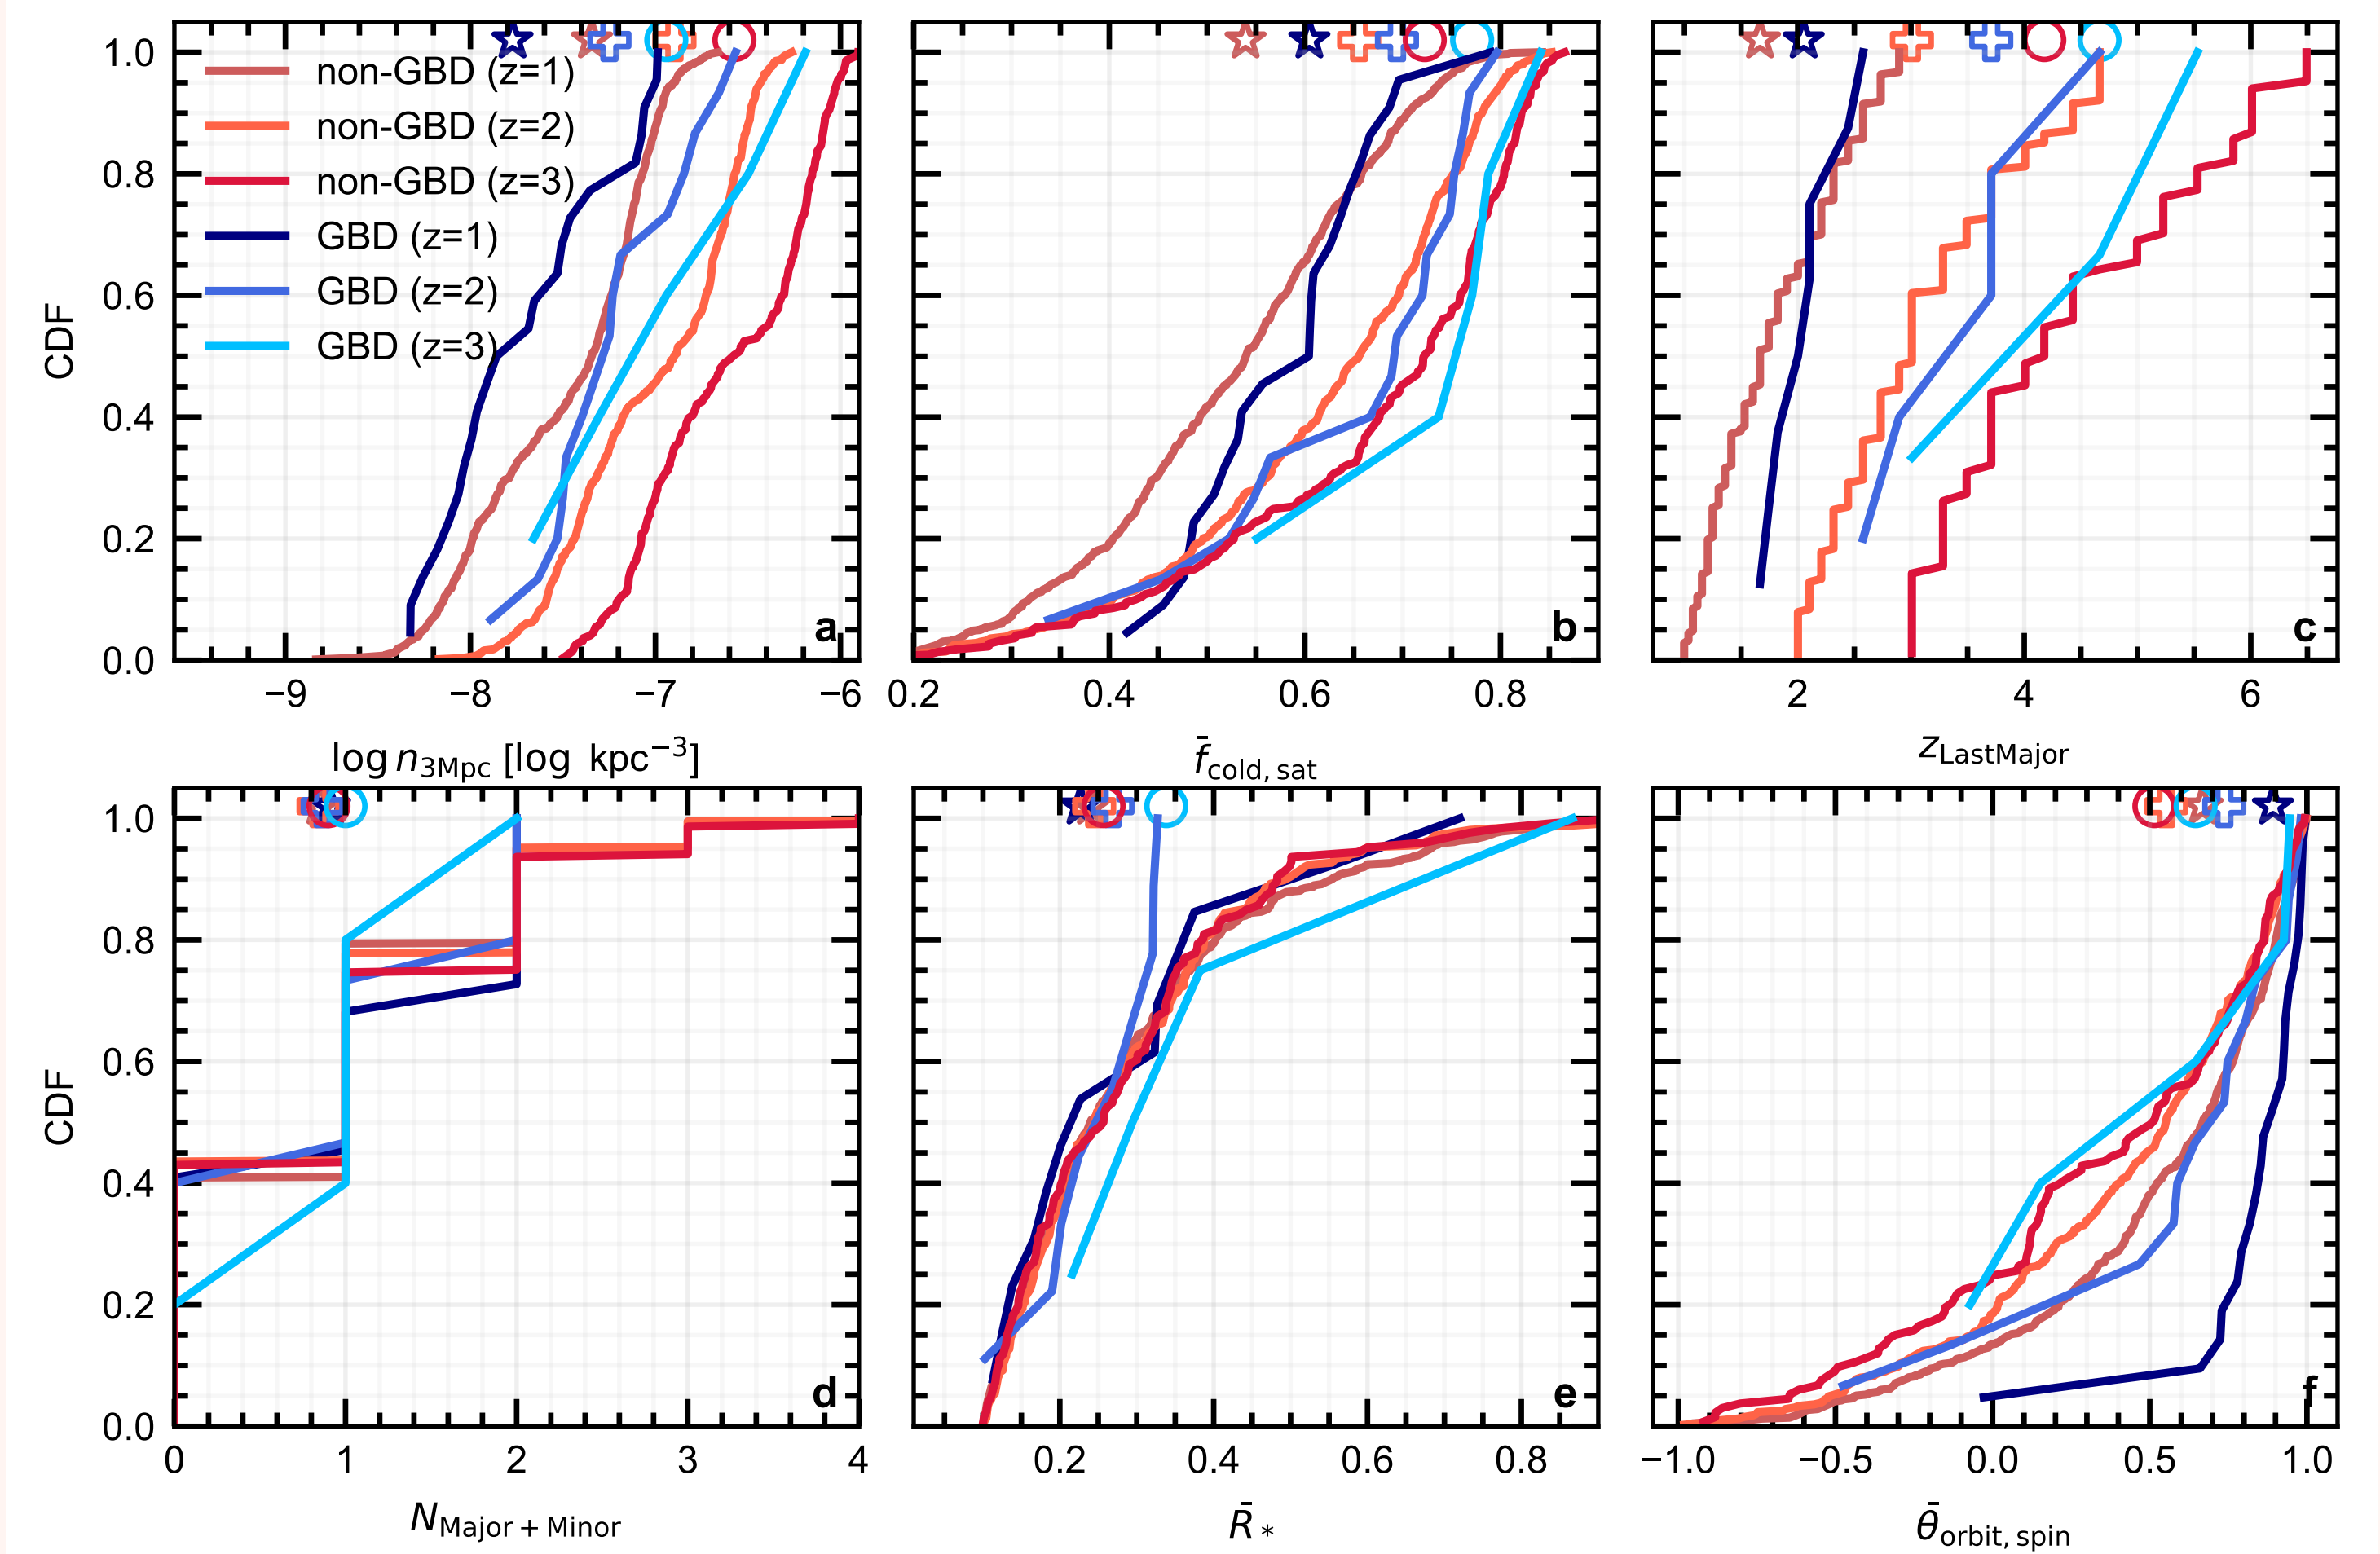 1.0
0.8
0.6
0.4
0.2
0.0
CDF
non-GBD (z=1)
non-GBD (z=2)
non-GBD (z=3)
GBD (z=1)
GBD (z=2)
GBD (z=3)
a
b
c
−9 −8 −7 −6
0.2 0.4 0.6 0.8
2 4 6
log n3Mpc [log kpc−3]
f̄cold, sat
zLastMajor
1.0
0.8
0.6
0.4
0.2
0.0
CDF
d
e
f
0 1 2 3 4
0.2 0.4 0.6 0.8
−1.0 −0.5 0.0 0.5 1.0
NMajor + Minor
R̄*
θ̄orbit, spin